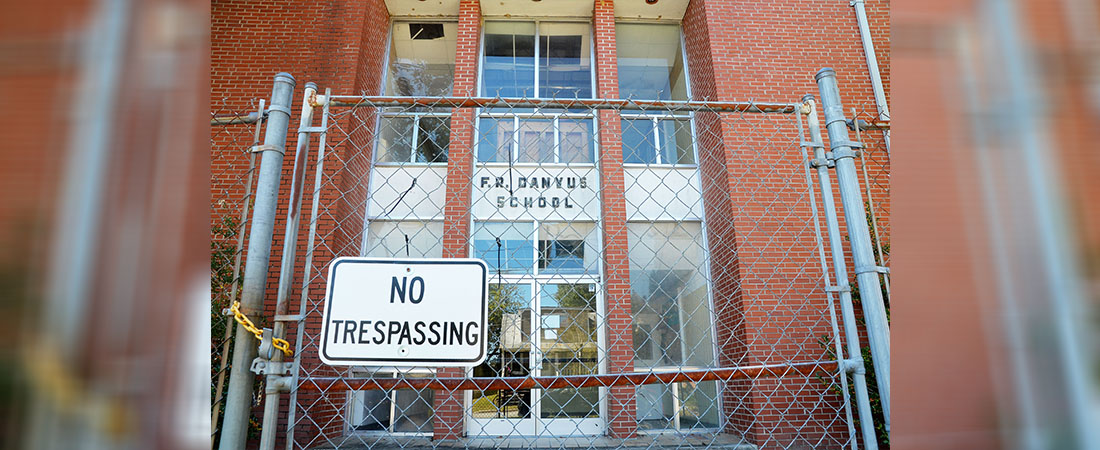 F.R. DANYUS
SCHOOL
NO
TRESPASSING